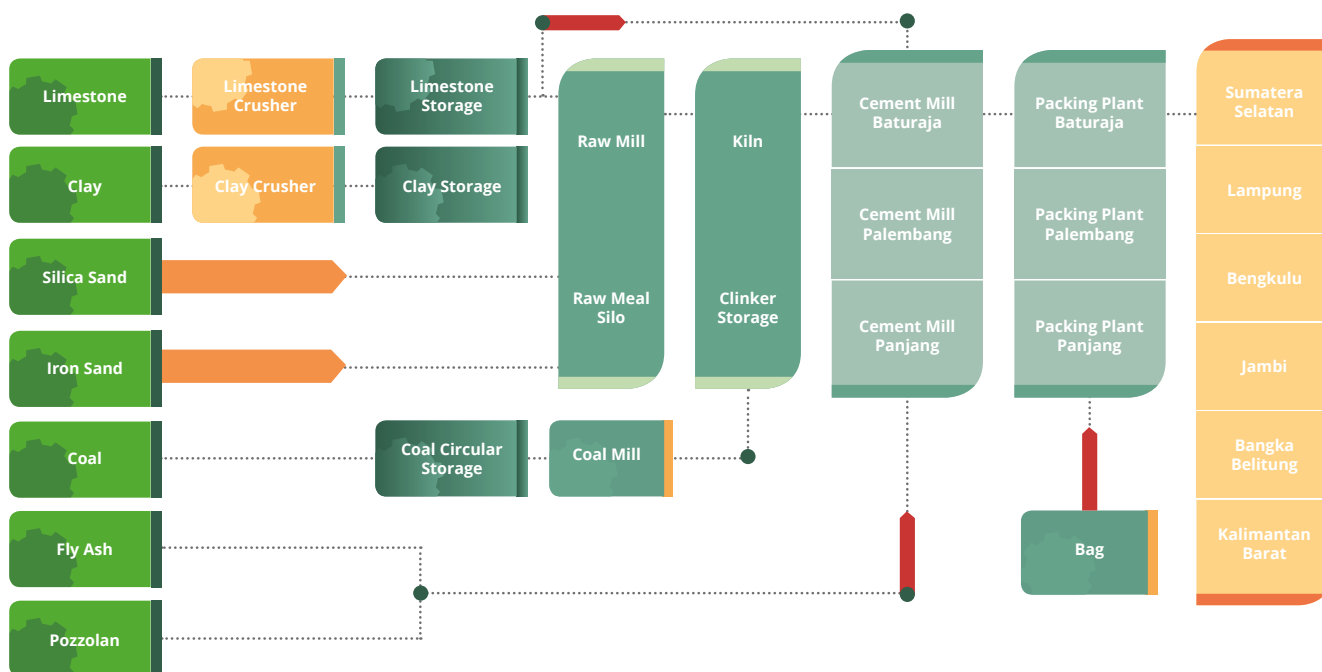 Limestone
Limestone
Crusher
Limestone
Storage
Clay
Clay Crusher
Clay Storage
Silica Sand
Iron Sand
Raw Mill
Raw Meal
Silo
Kiln
Clinker
Storage
Coal
Coal Circular
Storage
Coal Mill
Fly Ash
Pozzolan
Cement Mill
Baturaja
Cement Mill
Palembang
Cement Mill
Panjang
Packing Plant
Baturaja
Packing Plant
Palembang
Packing Plant
Panjang
Bag
Sumatera
Selatan
Lampung
Bengkulu
Jambi
Bangka
Belitung
Kalimantan
Barat